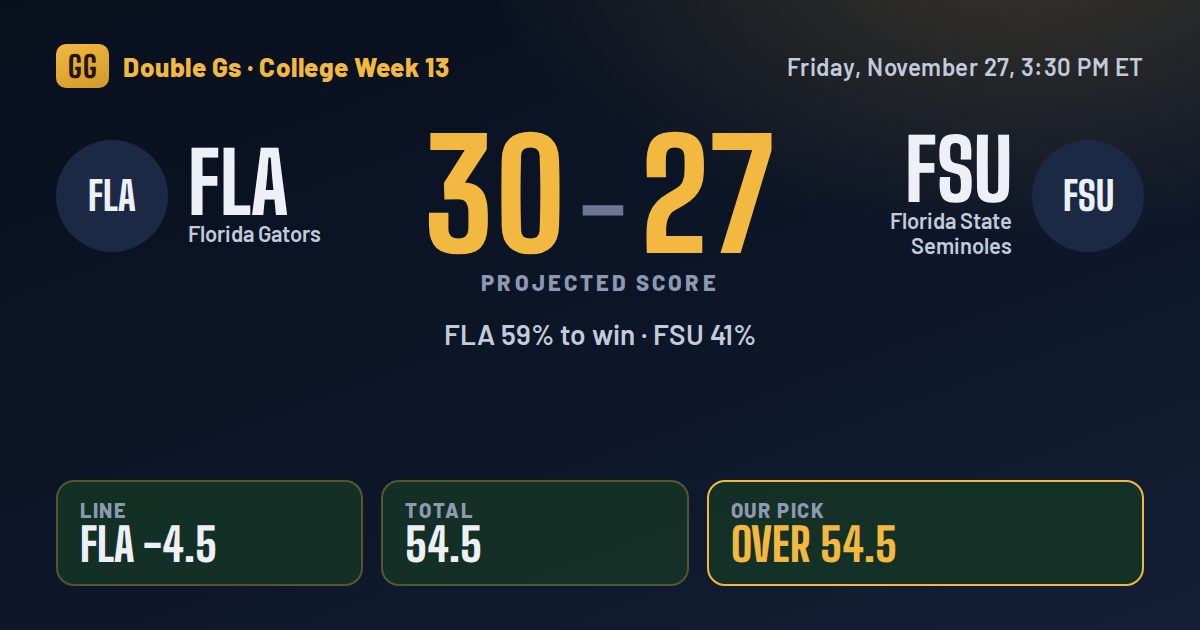 GG Double Gs · College Week 13
Friday, November 27, 3:30 PM ET
FLA
FLA
Florida Gators
30 – 27
PROJECTED SCORE
FLA 59% to win · FSU 41%
FSU
Florida State
Seminoles
FSU
LINE
FLA −4.5
TOTAL
54.5
OUR PICK
OVER 54.5